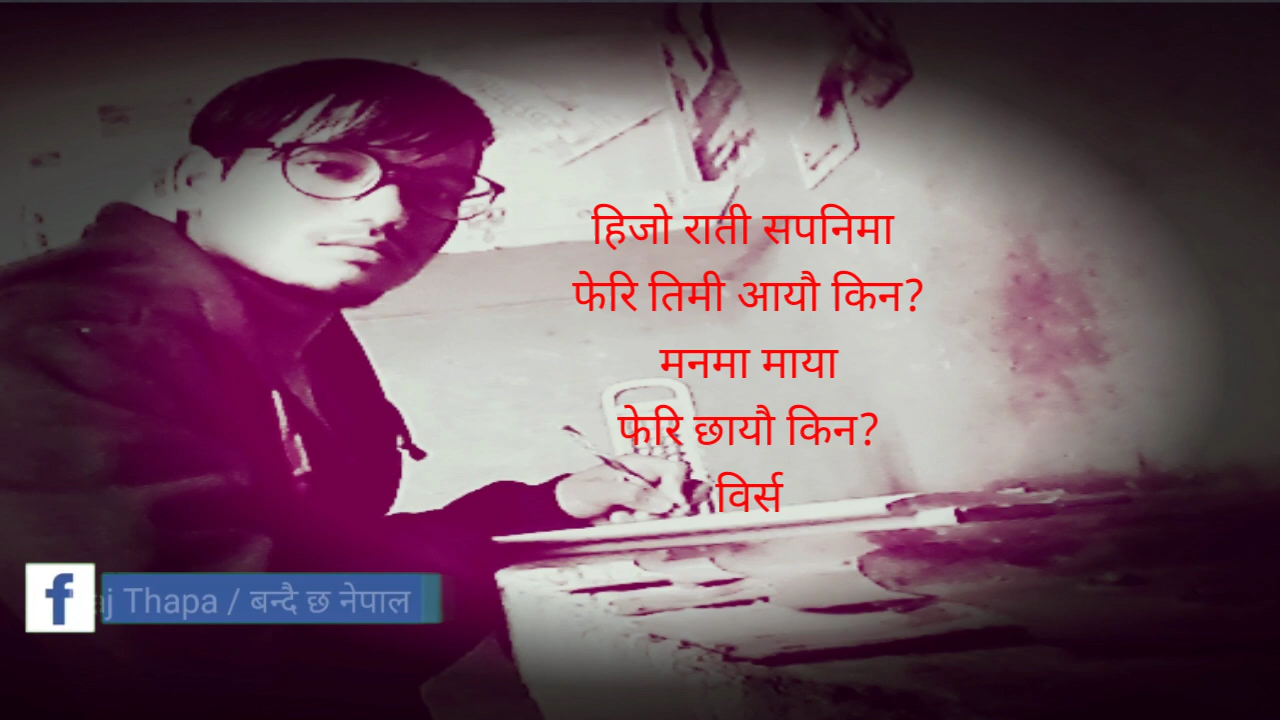 हिजो राती सपनिमा
फेरि तिमी आयौ किन?
मनमा माया
फेरि छायौ किन?
विर्स
f
Thapa / बन्दै छ नेपाल